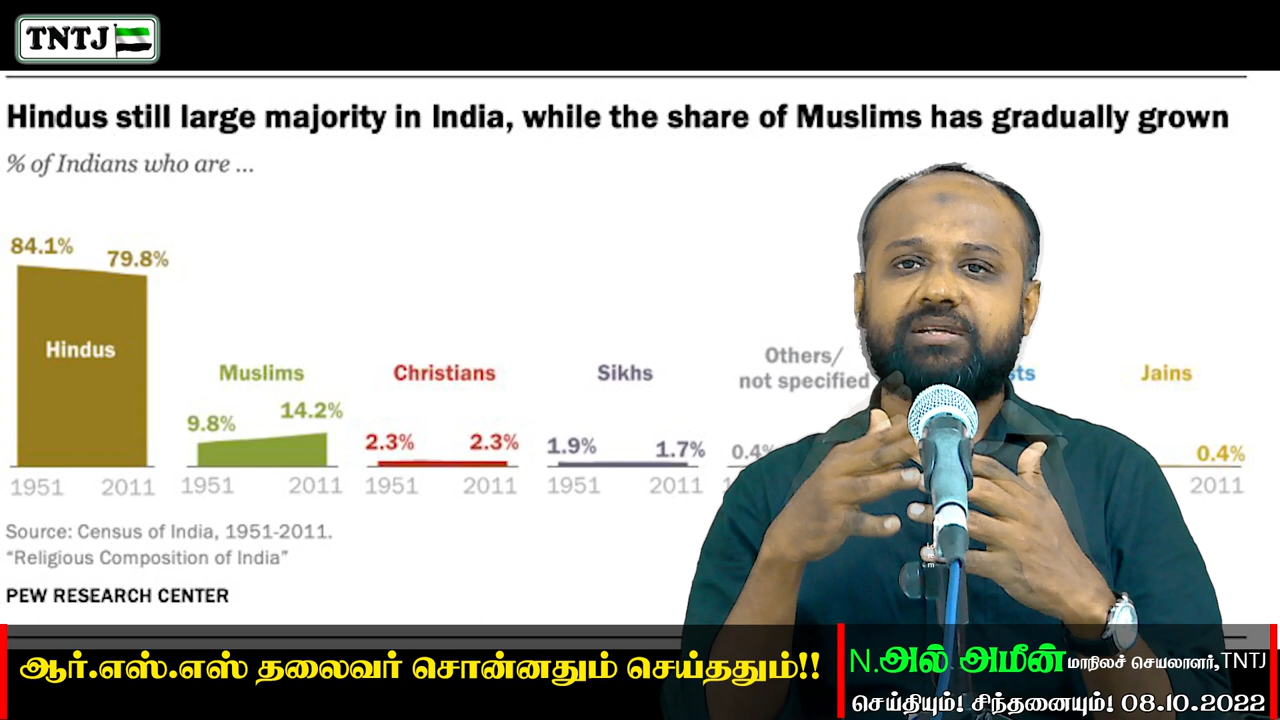 TNTJ
Hindus still large majority in India, while the share of Muslims has gradually grown
% of Indians who are ...
84.1% 79.8%
Hindus
1951 2011
Muslims
9.8% 14.2%
1951 2011
Christians
2.3% 2.3%
1951 2011
Sikhs
1.9% 1.7%
1951 2011
Others/
not specified
0.4%
Jains
0.4%
2011
Source: Census of India, 1951-2011.
“Religious Composition of India”
PEW RESEARCH CENTER
ஆர்.எஸ்.எஸ் தலைவர் சொன்னதும் செய்ததும்!!
N.அல் அமீன் மாநிலச் செயலாளர்,TNTJ
செய்தியும்! சிந்தனையும்! 08.10.2022